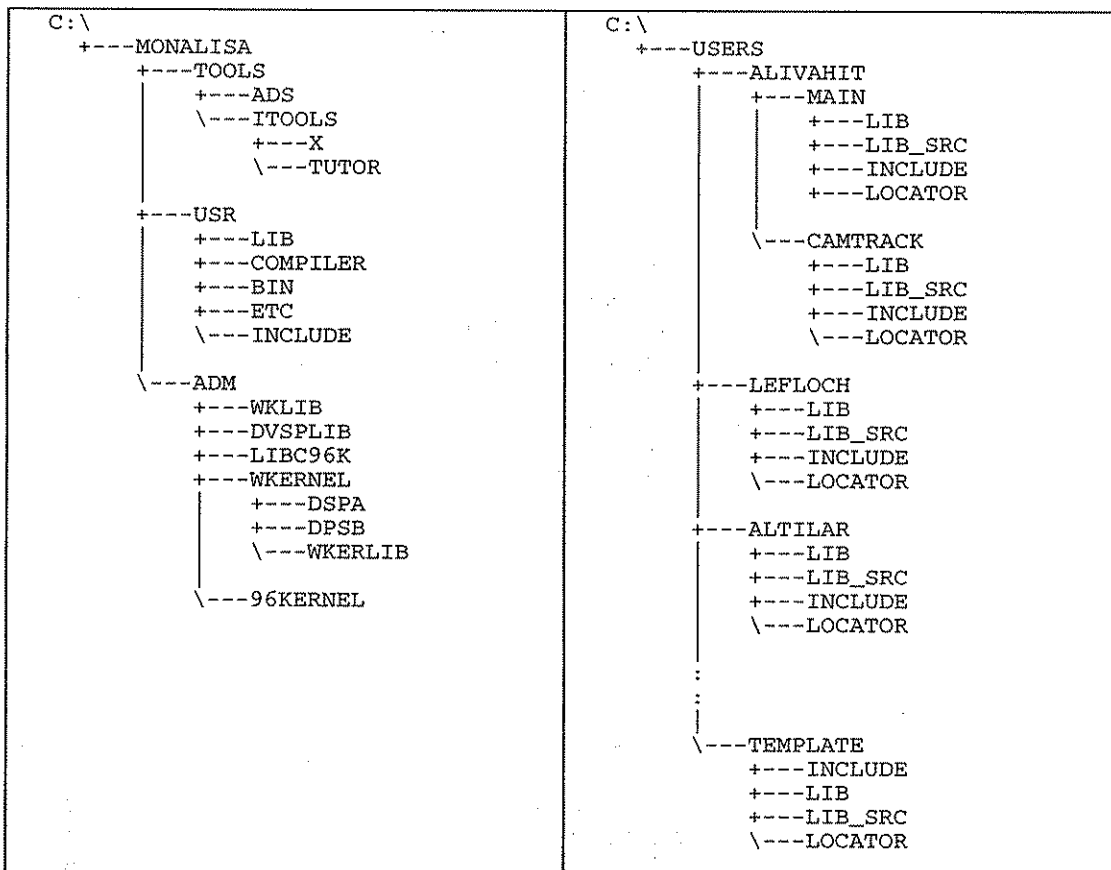 C:\
+---MONALISA
+---TOOLS
+---ADS
\---ITOOLS
+---X
\---TUTOR
+---USR
+---LIB
+---COMPILER
+---BIN
+---ETC
\---INCLUDE
\---ADM
+---WKLIB
+---DVSPLIB
+---LIBC96K
+---WKERNEL
+---DSPA
+---DPSB
\---WKERLIB
\---96KERNEL
C:\
+---USERS
+---ALIVAHIT
+---MAIN
+---LIB
+---LIB_SRC
+---INCLUDE
+---LOCATOR
\---CAMTRACK
+---LIB
+---LIB_SRC
+---INCLUDE
\---LOCATOR
+---LEFLOCH
+---LIB
+---LIB_SRC
+---INCLUDE
\---LOCATOR
+---ALTILAR
+---LIB
+---LIB_SRC
+---INCLUDE
\---LOCATOR
:
:
\---TEMPLATE
+---INCLUDE
+---LIB
+---LIB_SRC
\---LOCATOR